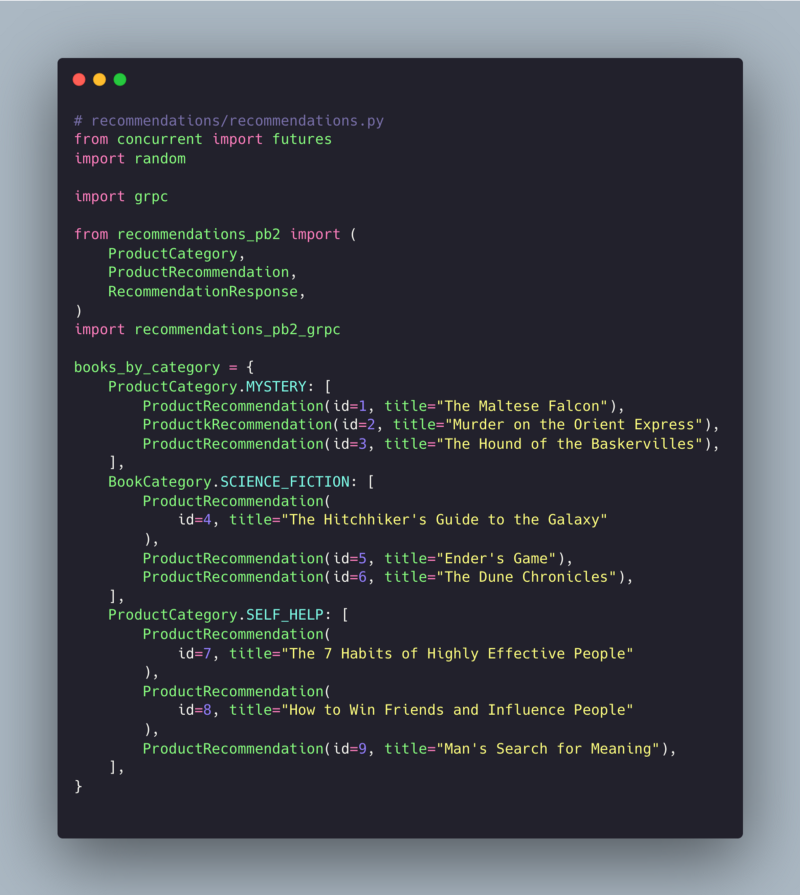 # recommendations/recommendations.py
from concurrent import futures
import random

import grpc

from recommendations_pb2 import (
    ProductCategory,
    ProductRecommendation,
    RecommendationResponse,
)
import recommendations_pb2_grpc

books_by_category = {
    ProductCategory.MYSTERY: [
        ProductRecommendation(id=1, title="The Maltese Falcon"),
        ProductkRecommendation(id=2, title="Murder on the Orient Express"),
        ProductRecommendation(id=3, title="The Hound of the Baskervilles"),
    ],
    BookCategory.SCIENCE_FICTION: [
        ProductRecommendation(
            id=4, title="The Hitchhiker's Guide to the Galaxy"
        ),
        ProductRecommendation(id=5, title="Ender's Game"),
        ProductRecommendation(id=6, title="The Dune Chronicles"),
    ],
    ProductCategory.SELF_HELP: [
        ProductRecommendation(
            id=7, title="The 7 Habits of Highly Effective People"
        ),
        ProductRecommendation(
            id=8, title="How to Win Friends and Influence People"
        ),
        ProductRecommendation(id=9, title="Man's Search for Meaning"),
    ],
}